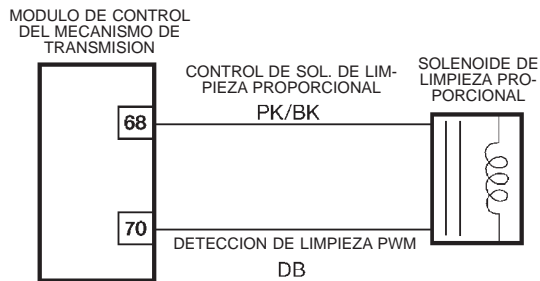 MODULO DE CONTROL
DEL MECANISMO DE
TRANSMISION
CONTROL DE SOL. DE LIM-
PIEZA PROPORCIONAL
PK/BK
SOLENOIDE DE
LIMPIEZA PRO-
PORCIONAL
68
70
DETECCION DE LIMPIEZA PWM
DB